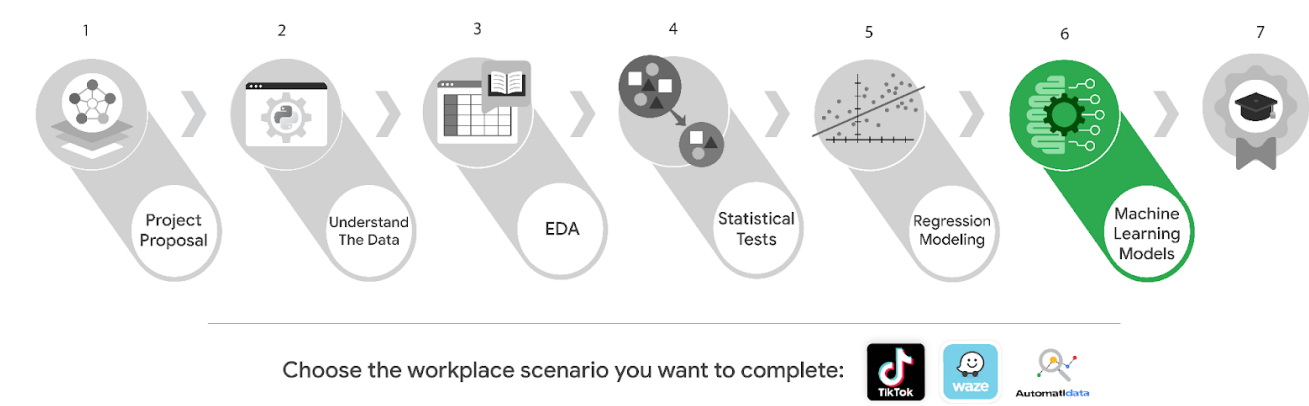 1
2
3
4
5
6
7
Project
Proposal
Understand
The Data
EDA
Statistical
Tests
Regression
Modeling
Machine
Learning
Models
Choose the workplace scenario you want to complete:
TikTok
waze
Automatidata